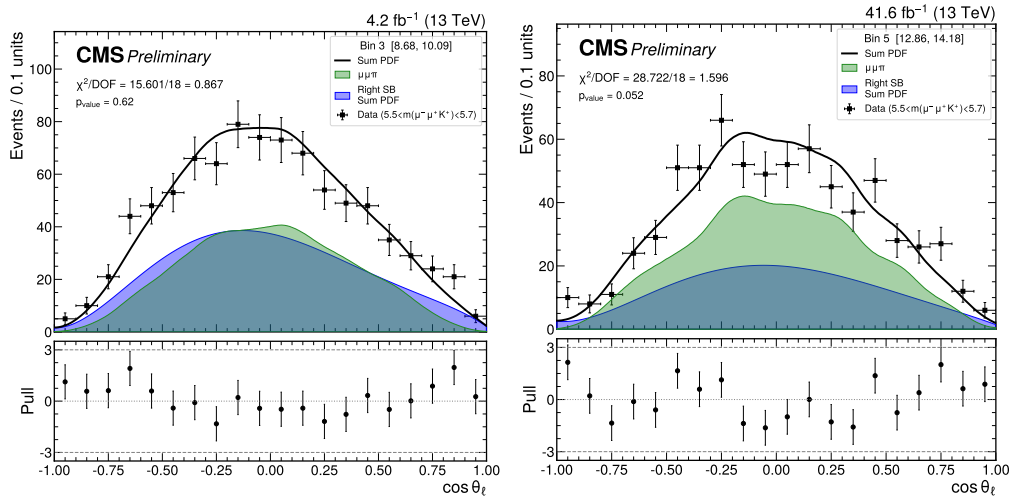 4.2 fb⁻¹ (13 TeV)
CMS Preliminary
χ²/DOF = 15.601/18 = 0.867
p_value = 0.62
Bin 3 [8.68, 10.09]
Sum PDF
μμπ
Right SB
Sum PDF
Data (5.5<m(μ⁻μ⁺K⁺)<5.7)
Events / 0.1 units
100
80
60
40
20
0
Pull
3
0
-3
-1.00 -0.75 -0.50 -0.25 0.00 0.25 0.50 0.75 1.00
cos θ_ℓ
41.6 fb⁻¹ (13 TeV)
CMS Preliminary
χ²/DOF = 28.722/18 = 1.596
p_value = 0.052
Bin 5 [12.86, 14.18]
Sum PDF
μμπ
Right SB
Sum PDF
Data (5.5<m(μ⁻μ⁺K⁺)<5.7)
Events / 0.1 units
80
60
40
20
0
Pull
3
0
-3
-1.00 -0.75 -0.50 -0.25 0.00 0.25 0.50 0.75 1.00
cos θ_ℓ